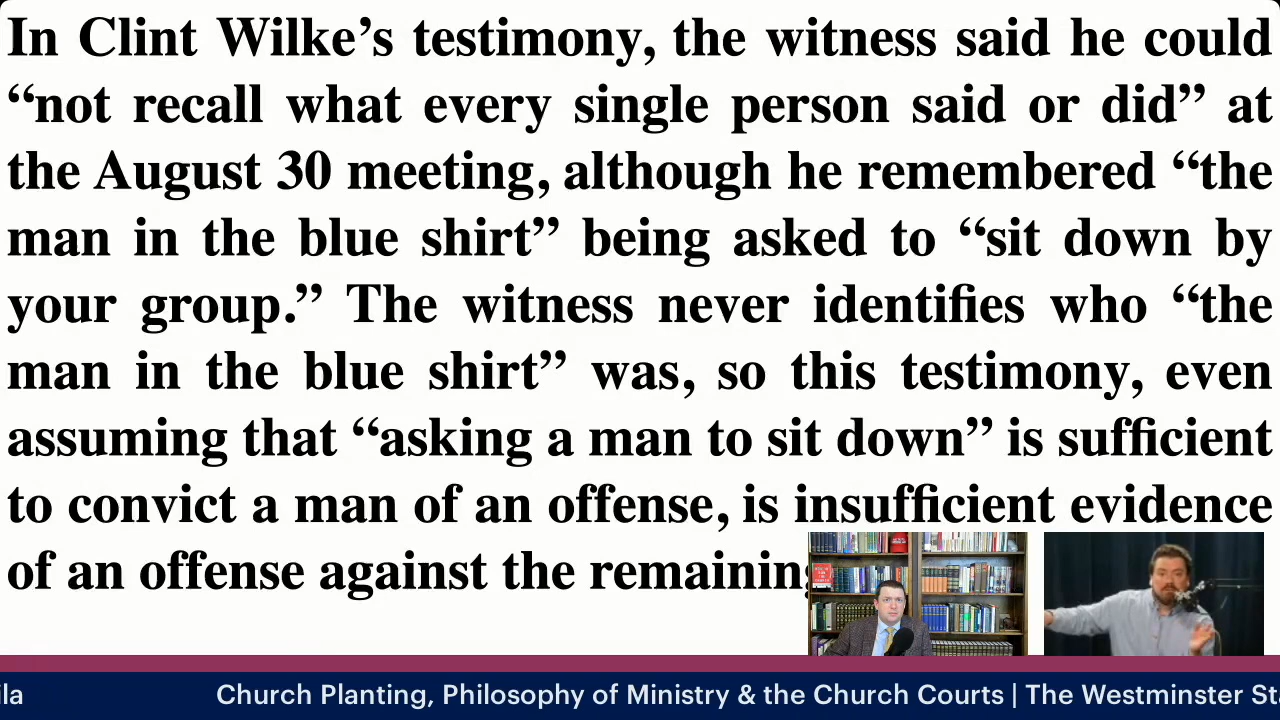 In Clint Wilke’s testimony, the witness said he could
“not recall what every single person said or did” at
the August 30 meeting, although he remembered “the
man in the blue shirt” being asked to “sit down by
your group.” The witness never identifies who “the
man in the blue shirt” was, so this testimony, even
assuming that “asking a man to sit down” is sufficient
to convict a man of an offense, is insufficient evidence
of an offense against the remaining
ila Church Planting, Philosophy of Ministry & the Church Courts | The Westminster St